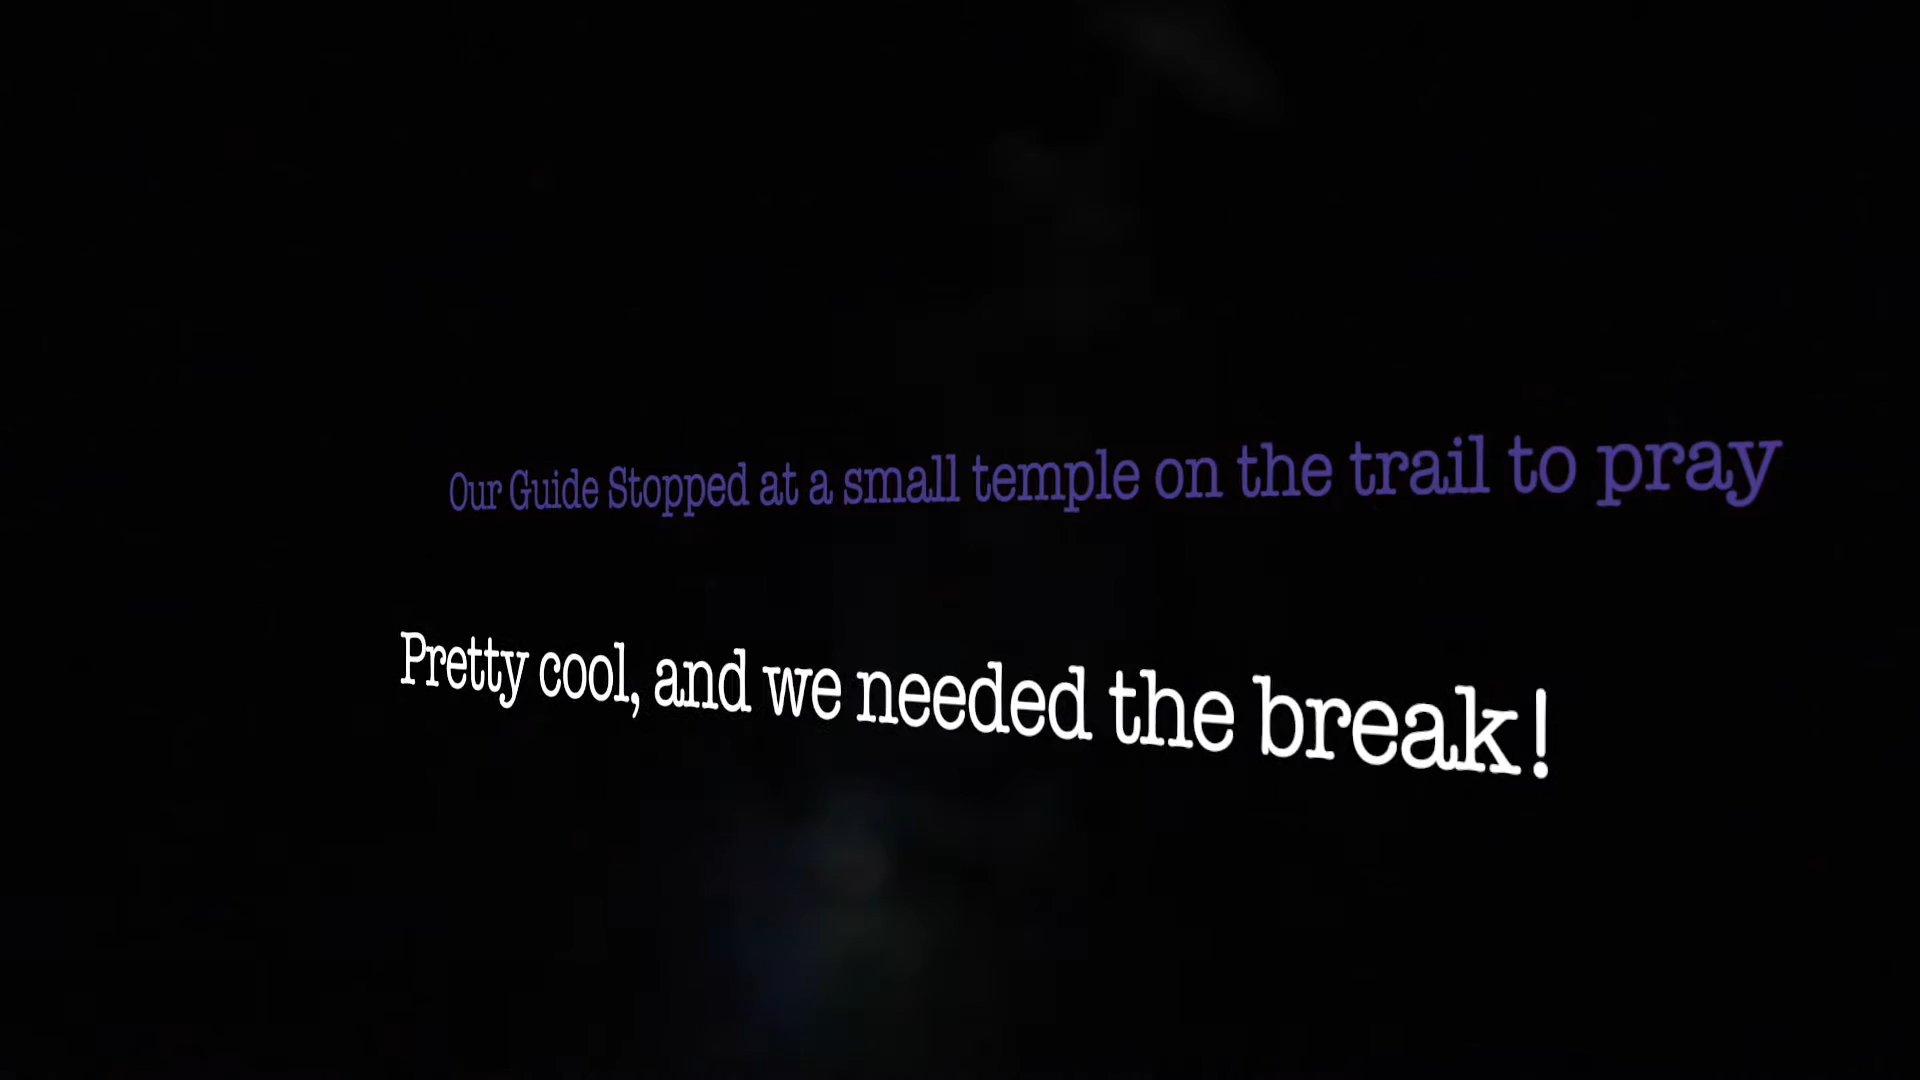 Our Guide Stopped at a small temple on the trail to pray
Pretty cool, and we needed the break!